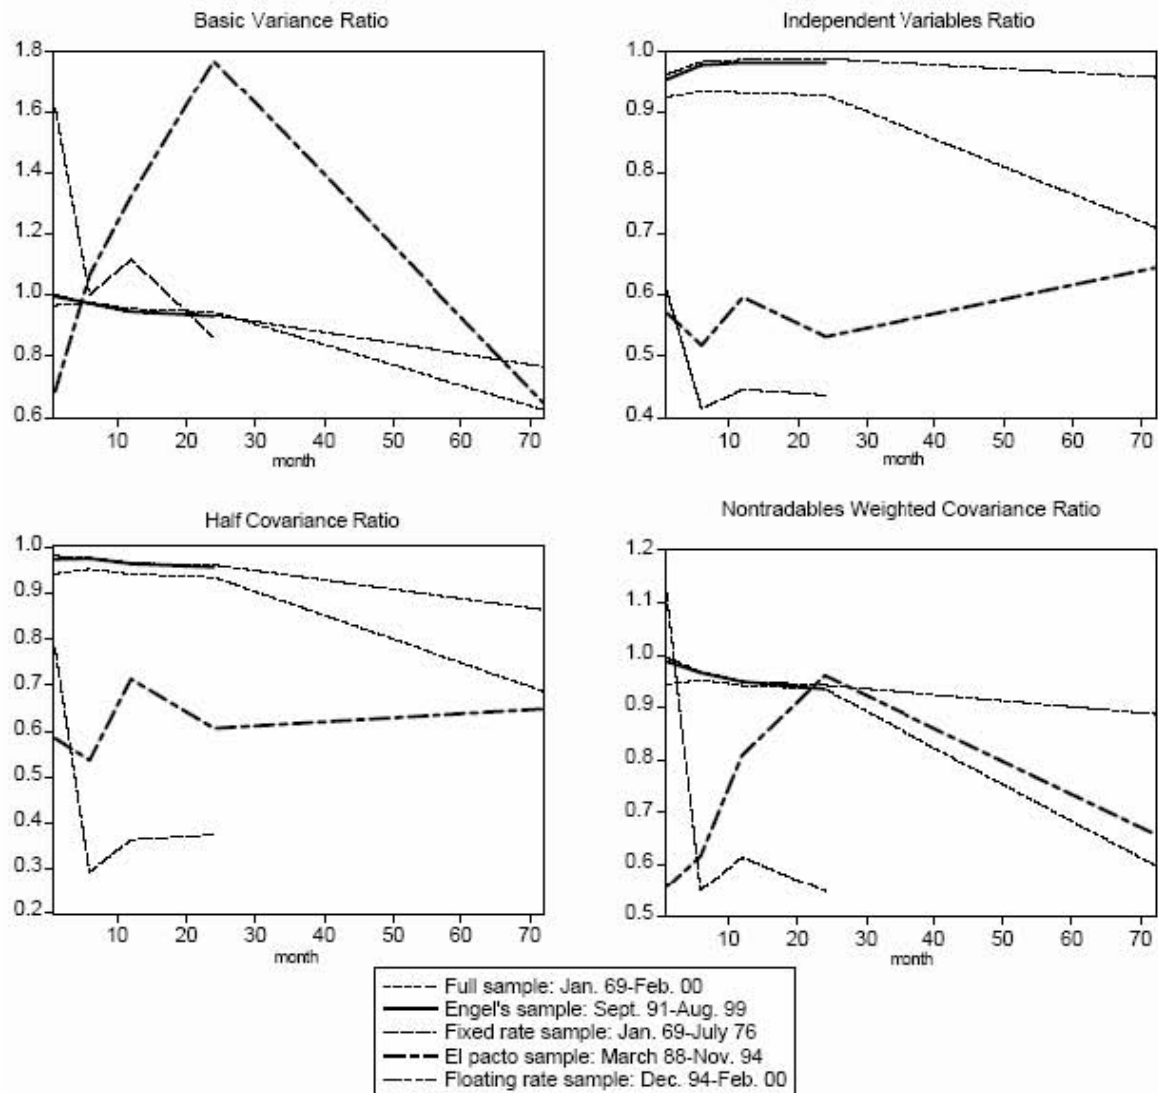 Basic Variance Ratio
1.8
1.6
1.4
1.2
1.0
0.8
0.6
10 20 30 40 50 60 70
month
Independent Variables Ratio
1.0
0.9
0.8
0.7
0.6
0.5
0.4
10 20 30 40 50 60 70
month
Half Covariance Ratio
1.0
0.9
0.8
0.7
0.6
0.5
0.4
0.3
0.2
10 20 30 40 50 60 70
month
Nontradables Weighted Covariance Ratio
1.2
1.1
1.0
0.9
0.8
0.7
0.6
0.5
10 20 30 40 50 60 70
month
Full sample: Jan. 69-Feb. 00
Engel's sample: Sept. 91-Aug. 99
Fixed rate sample: Jan. 69-July 76
El pacto sample: March 88-Nov. 94
Floating rate sample: Dec. 94-Feb. 00